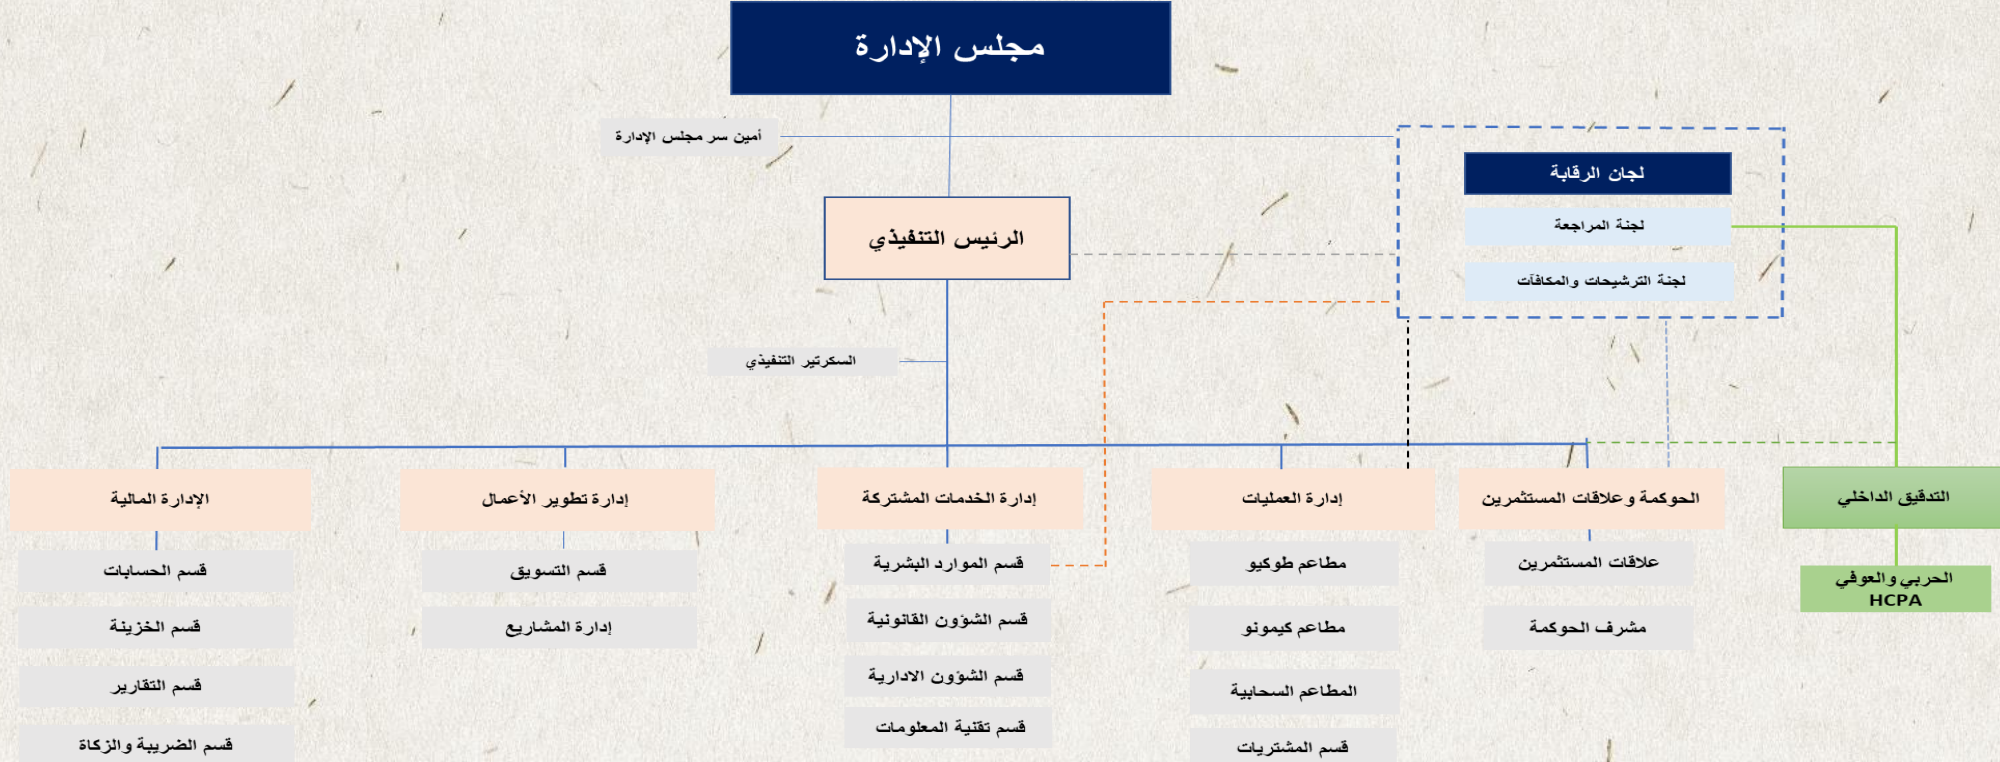 مجلس الإدارة
أمين سر مجلس الإدارة
لجان الرقابة
لجنة المراجعة
لجنة الترشيحات والمكافآت
الرئيس التنفيذي
السكرتير التنفيذي
التدقيق الداخلي
الحربي والعوفي
HCPA
الحوكمة وعلاقات المستثمرين
علاقات المستثمرين
مشرف الحوكمة
إدارة العمليات
مطاعم طوكيو
مطاعم كيمونو
المطاعم السحابية
قسم المشتريات
إدارة الخدمات المشتركة
قسم الموارد البشرية
قسم الشؤون القانونية
قسم الشؤون الادارية
قسم تقنية المعلومات
إدارة تطوير الأعمال
قسم التسويق
إدارة المشاريع
الإدارة المالية
قسم الحسابات
قسم الخزينة
قسم التقارير
قسم الضريبة والزكاة